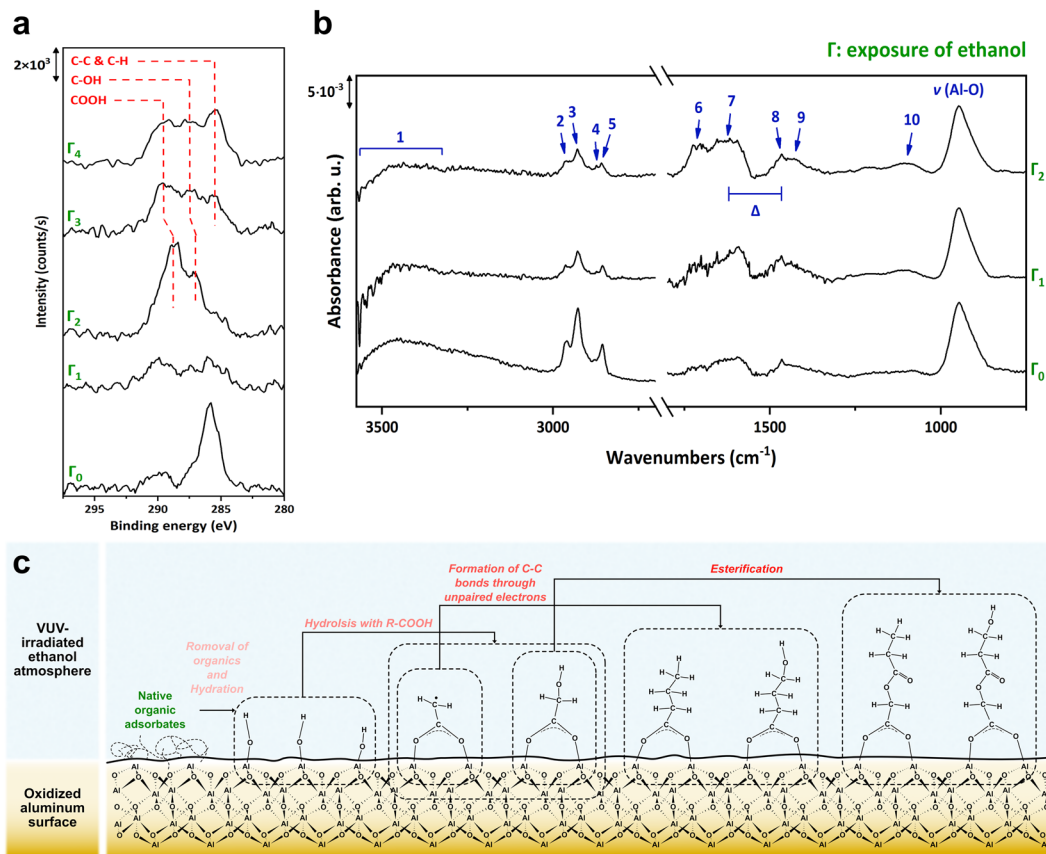 a
2×10³
C-C & C-H
C-OH
COOH
Γ₄
Γ₃
Γ₂
Γ₁
Γ₀
Intensity (counts/s)
295
290
285
280
Binding energy (eV)
b
Γ: exposure of ethanol
5·10⁻³
ν (Al-O)
1
2
3
4
5
6
7
8
9
10
Δ
Γ₂
Γ₁
Γ₀
Absorbance (arb. u.)
3500
3000
1500
1000
Wavenumbers (cm⁻¹)
c
VUV-
irradiated
ethanol
atmosphere
Oxidized
aluminum
surface
Native
organic
adsorbates
Romoval of
organics
and
Hydration
Hydrolsis with R-COOH
Formation of C-C
bonds through
unpaired electrons
Esterification